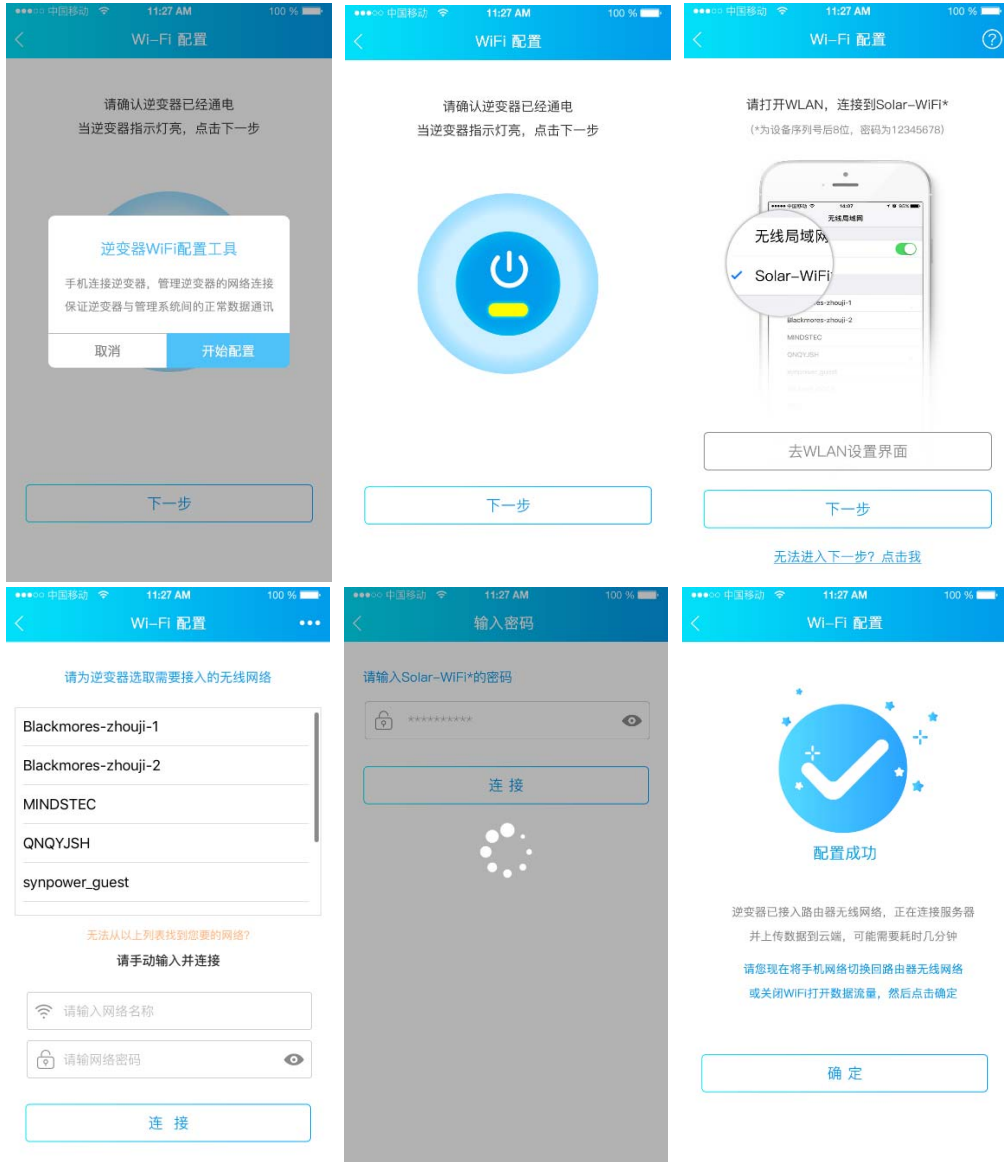 中国移动 11:27 AM 100 %
Wi-Fi 配置
请确认逆变器已经通电
当逆变器指示灯亮，点击下一步
逆变器WiFi配置工具
手机连接逆变器，管理逆变器的网络连接
保证逆变器与管理系统间的正常数据通讯
取消 开始配置
下一步
中国移动 11:27 AM 100 %
WiFi 配置
请确认逆变器已经通电
当逆变器指示灯亮，点击下一步
下一步
中国移动 11:27 AM 100 %
Wi-Fi 配置
请打开WLAN，连接到Solar-WiFi*
(*为设备序列号后8位，密码为12345678)
中国移动 14:07
无线局域网
无线局域网
Solar-WiFi
Blackmores-zhouji-2
MINDSTEC
QNQYJSH
synpower_guest
去WLAN设置界面
下一步
无法进入下一步？点击我
中国移动 11:27 AM 100 %
Wi-Fi 配置
请为逆变器选取需要接入的无线网络
Blackmores-zhouji-1
Blackmores-zhouji-2
MINDSTEC
QNQYJSH
synpower_guest
无法从以上列表找到您要的网络?
请手动输入并连接
请输入网络名称
请输网络密码
连 接
中国移动 11:27 AM 100 %
输入密码
请输入Solar-WiFi*的密码
**********
连 接
中国移动 11:27 AM 100 %
Wi-Fi 配置
配置成功
逆变器已接入路由器无线网络，正在连接服务器
并上传数据到云端，可能需要耗时几分钟
请您现在将手机网络切换回路由器无线网络
或关闭WiFi打开数据流量，然后点击确定
确 定